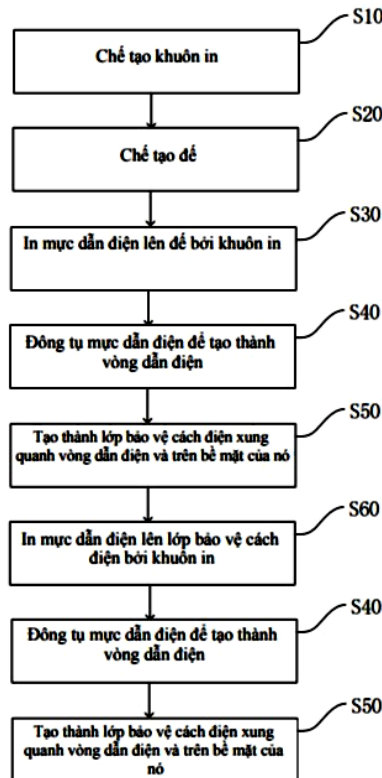 S10
Chế tạo khuôn in
S20
Chế tạo đế
S30
In mực dẫn điện lên đế bởi khuôn in
S40
Đông tụ mực dẫn điện để tạo thành
vòng dẫn điện
S50
Tạo thành lớp bảo vệ cách điện xung
quanh vòng dẫn điện và trên bề mặt của nó
S60
In mực dẫn điện lên lớp bảo vệ cách
điện bởi khuôn in
S40
Đông tụ mực dẫn điện để tạo thành
vòng dẫn điện
S50
Tạo thành lớp bảo vệ cách điện xung
quanh vòng dẫn điện và trên bề mặt của
nó